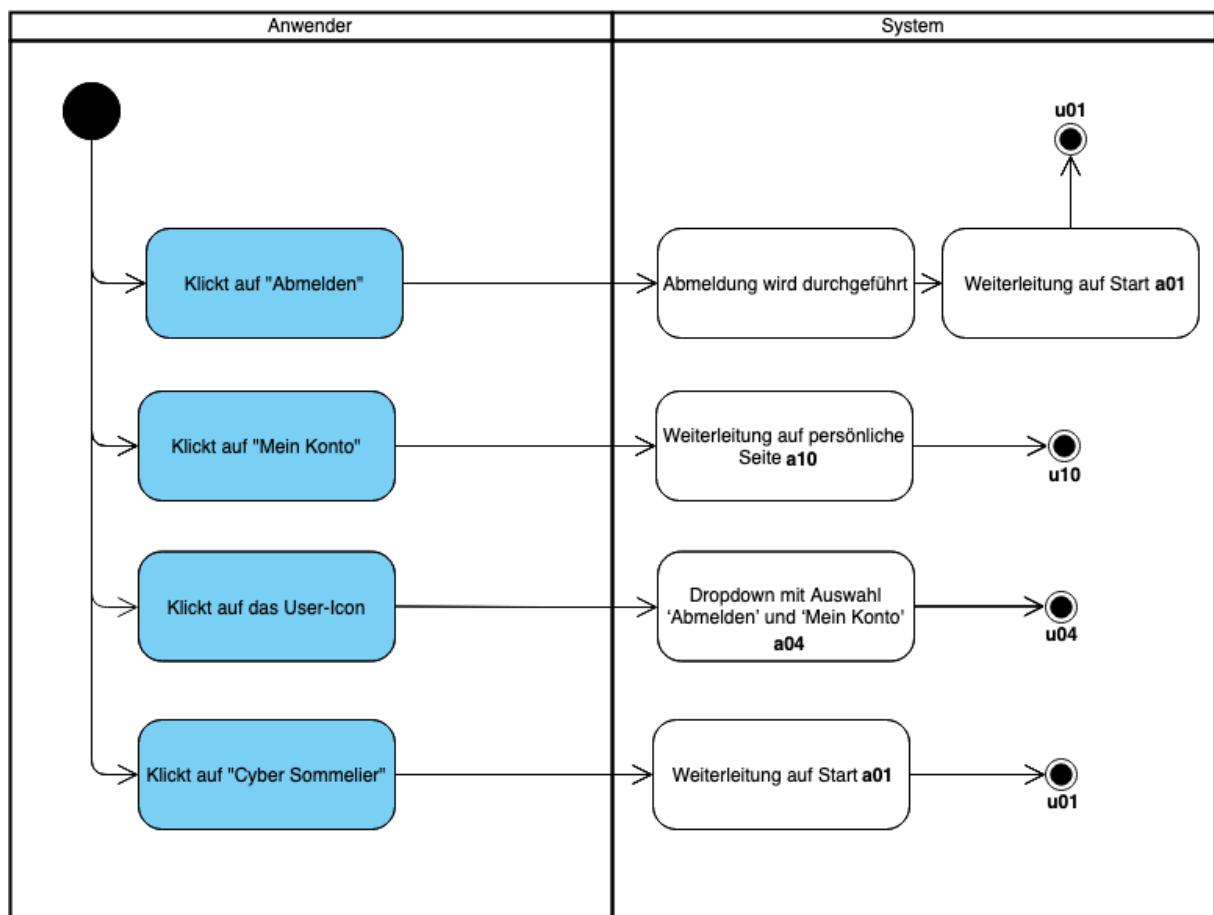 Anwender
System
u01
Klickt auf "Abmelden"
Abmeldung wird durchgeführt
Weiterleitung auf Start a01
Klickt auf "Mein Konto"
Weiterleitung auf persönliche
Seite a10
u10
Klickt auf das User-Icon
Dropdown mit Auswahl
‘Abmelden’ und ‘Mein Konto'
a04
u04
Klickt auf "Cyber Sommelier"
Weiterleitung auf Start a01
u01